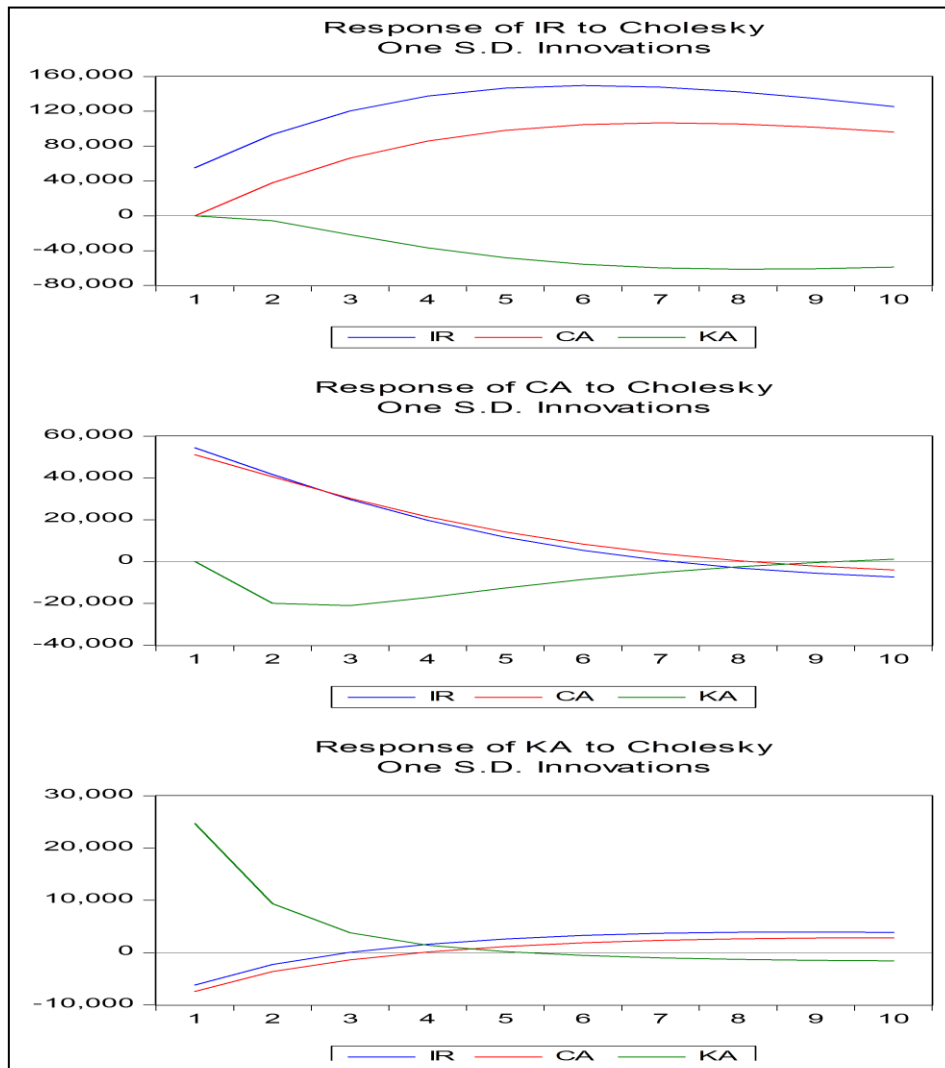 Response of IR to Cholesky
One S.D. Innovations
160,000
120,000
80,000
40,000
0
-40,000
-80,000
1 2 3 4 5 6 7 8 9 10
IR CA KA
Response of CA to Cholesky
One S.D. Innovations
60,000
40,000
20,000
0
-20,000
-40,000
1 2 3 4 5 6 7 8 9 10
IR CA KA
Response of KA to Cholesky
One S.D. Innovations
30,000
20,000
10,000
0
-10,000
1 2 3 4 5 6 7 8 9 10
IR CA KA